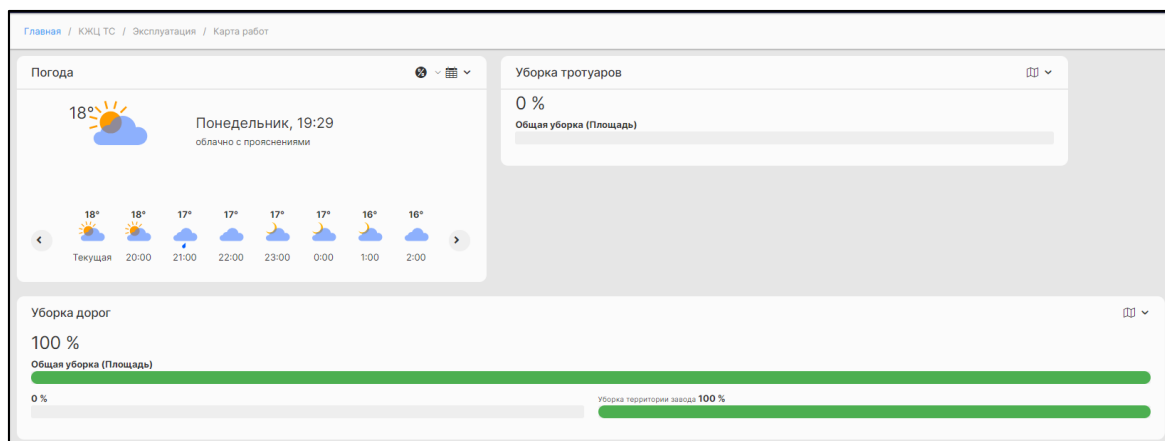 Главная / КЖЦ ТС / Эксплуатация / Карта работ
Погода
18°
Понедельник, 19:29
облачно с прояснениями
18° 18° 17° 17° 17° 17° 16° 16°
Текущая 20:00 21:00 22:00 23:00 0:00 1:00 2:00
Уборка тротуаров
0 %
Общая уборка (Площадь)
Уборка дорог
100 %
Общая уборка (Площадь)
0 % Уборка территории завода 100 %